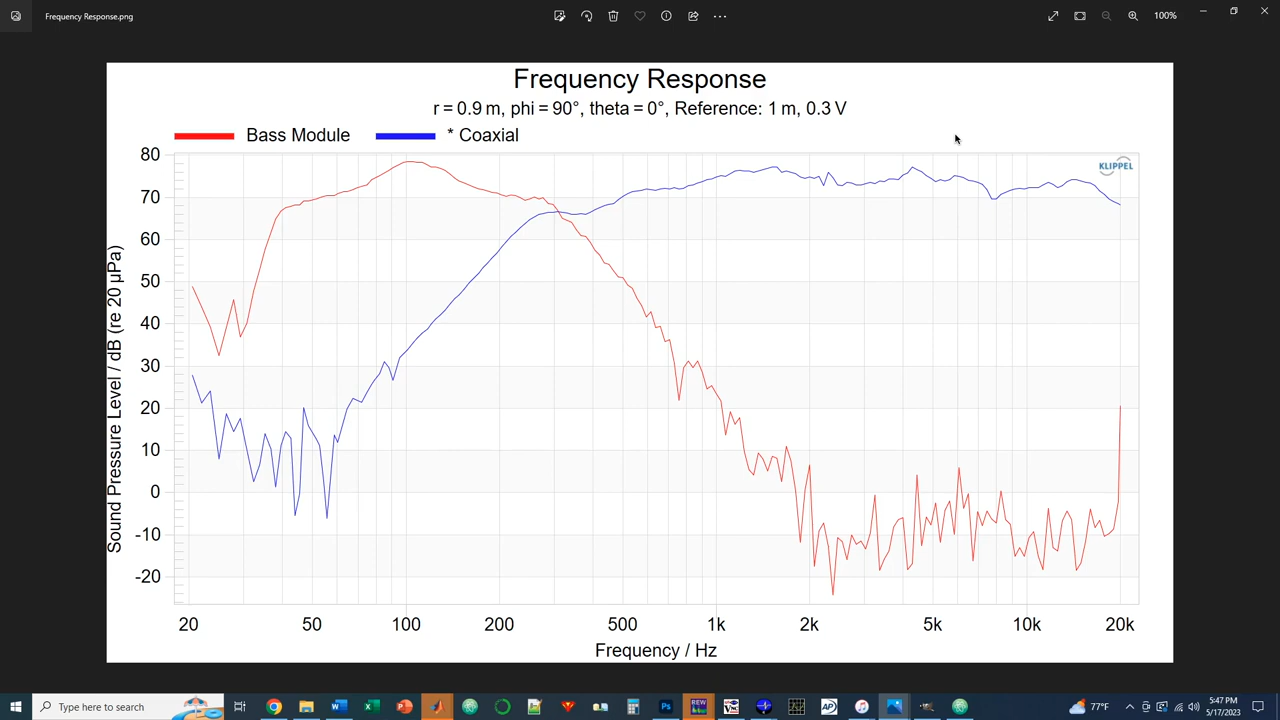 Frequency Response.png
100%
Frequency Response
r = 0.9 m, phi = 90°, theta = 0°, Reference: 1 m, 0.3 V
Bass Module
* Coaxial
KLIPPEL
Sound Pressure Level / dB (re 20 µPa)
80
70
60
50
40
30
20
10
0
-10
-20
20 50 100 200 500 1k 2k 5k 10k 20k
Frequency / Hz
Type here to search
REW
AP
77°F
5:47 PM
5/17/2023